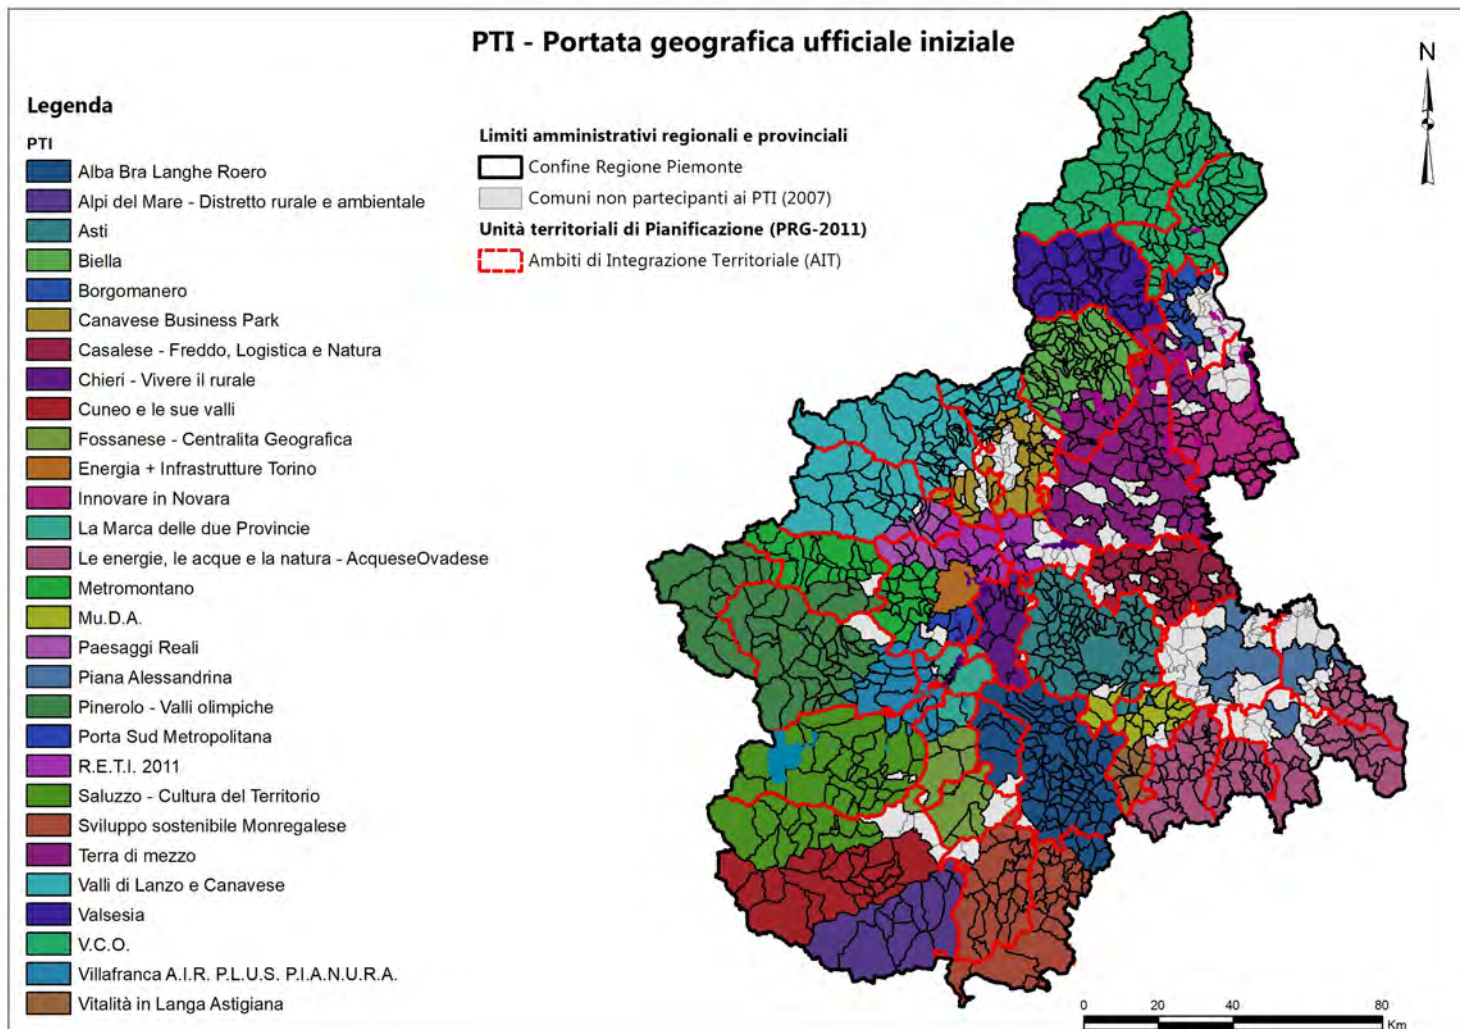 PTI - Portata geografica ufficiale iniziale
N
Legenda
PTI
Alba Bra Langhe Roero
Alpi del Mare - Distretto rurale e ambientale
Asti
Biella
Borgomanero
Canavese Business Park
Casalese - Freddo, Logistica e Natura
Chieri - Vivere il rurale
Cuneo e le sue valli
Fossanese - Centralita Geografica
Energia + Infrastrutture Torino
Innovare in Novara
La Marca delle due Provincie
Le energie, le acque e la natura - AcqueseOvadese
Metromontano
Mu.D.A.
Paesaggi Reali
Piana Alessandrina
Pinerolo - Valli olimpiche
Porta Sud Metropolitana
R.E.T.I. 2011
Saluzzo - Cultura del Territorio
Sviluppo sostenibile Monregalese
Terra di mezzo
Valli di Lanzo e Canavese
Valsesia
V.C.O.
Villafranca A.I.R. P.L.U.S. P.I.A.N.U.R.A.
Vitalità in Langa Astigiana
Limiti amministrativi regionali e provinciali
Confine Regione Piemonte
Comuni non partecipanti ai PTI (2007)
Unità territoriali di Pianificazione (PRG-2011)
Ambiti di Integrazione Territoriale (AIT)
0 20 40 80
Km